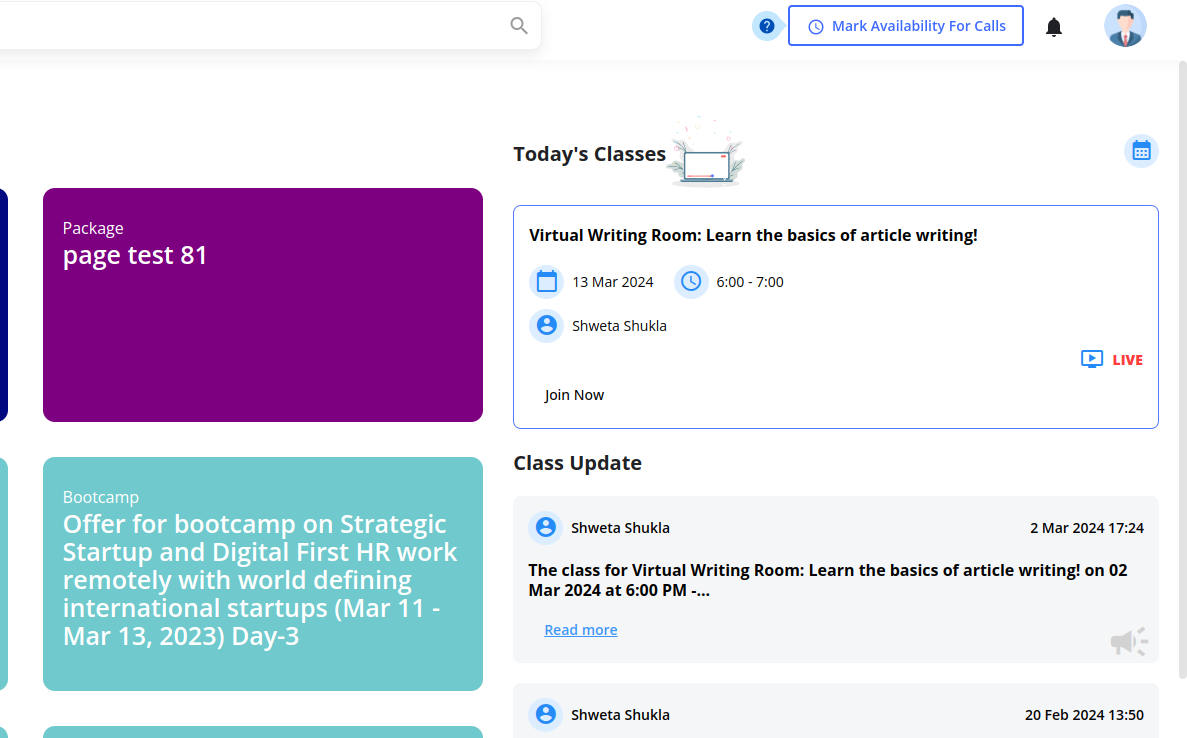 Mark Availability For Calls
Package
page test 81
Bootcamp
Offer for bootcamp on Strategic
Startup and Digital First HR work
remotely with world defining
international startups (Mar 11 -
Mar 13, 2023) Day-3
Today's Classes
Virtual Writing Room: Learn the basics of article writing!
13 Mar 2024 6:00 - 7:00
Shweta Shukla
LIVE
Join Now
Class Update
Shweta Shukla 2 Mar 2024 17:24
The class for Virtual Writing Room: Learn the basics of article writing! on 02
Mar 2024 at 6:00 PM -...
Read more
Shweta Shukla 20 Feb 2024 13:50